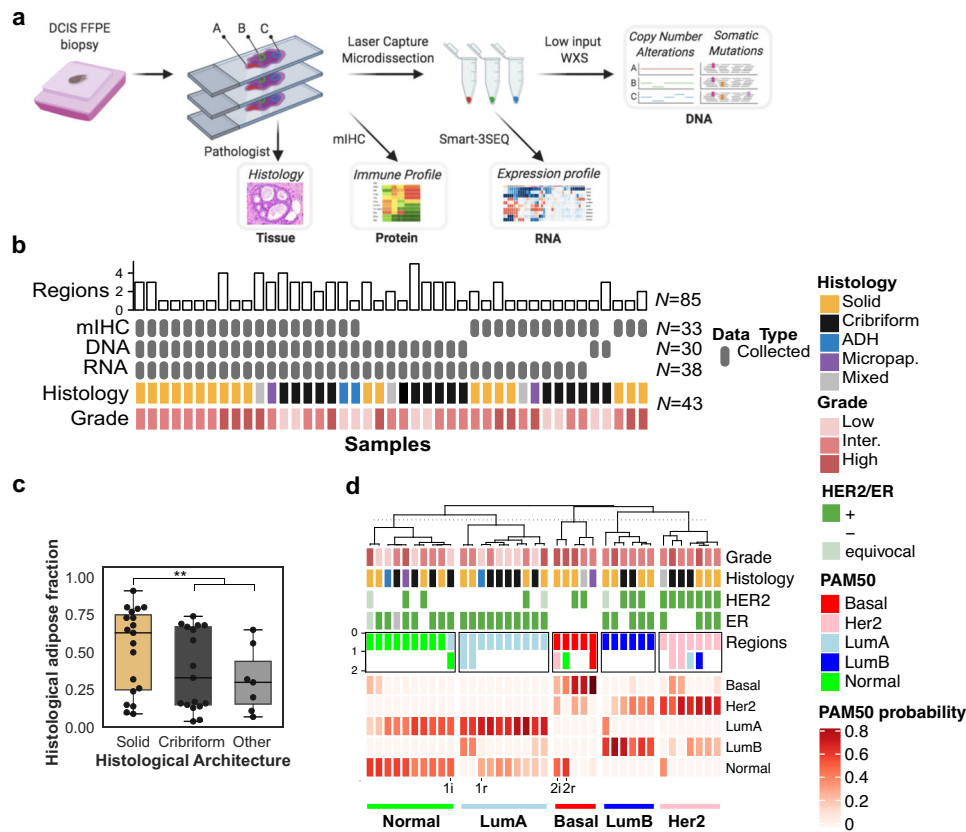 a
DCIS FFPE
biopsy
A B C
Laser Capture
Microdissection
Low input
WXS
Copy Number
Alterations
Somatic
Mutations
A
B
C
DNA
Pathologist
mIHC
Smart-3SEQ
Histology
Tissue
Immune Profile
Protein
Expression profile
RNA
b
Regions
4
2
0
N=85
mIHC
N=33
DNA
N=30
RNA
N=38
Histology
N=43
Grade
Samples
Data Type
Collected
Histology
Solid
Cribriform
ADH
Micropap.
Mixed
Grade
Low
Inter.
High
HER2/ER
+
−
equivocal
PAM50
Basal
Her2
LumA
LumB
Normal
PAM50 probability
0.8
0.6
0.4
0.2
0
c
Histological adipose fraction
1.00
0.75
0.50
0.25
0.00
**
Solid Cribriform Other
Histological Architecture
d
Grade
Histology
HER2
ER
0
1
2
Regions
Basal
Her2
LumA
LumB
Normal
1i 1r 2i 2r
Normal LumA Basal LumB Her2